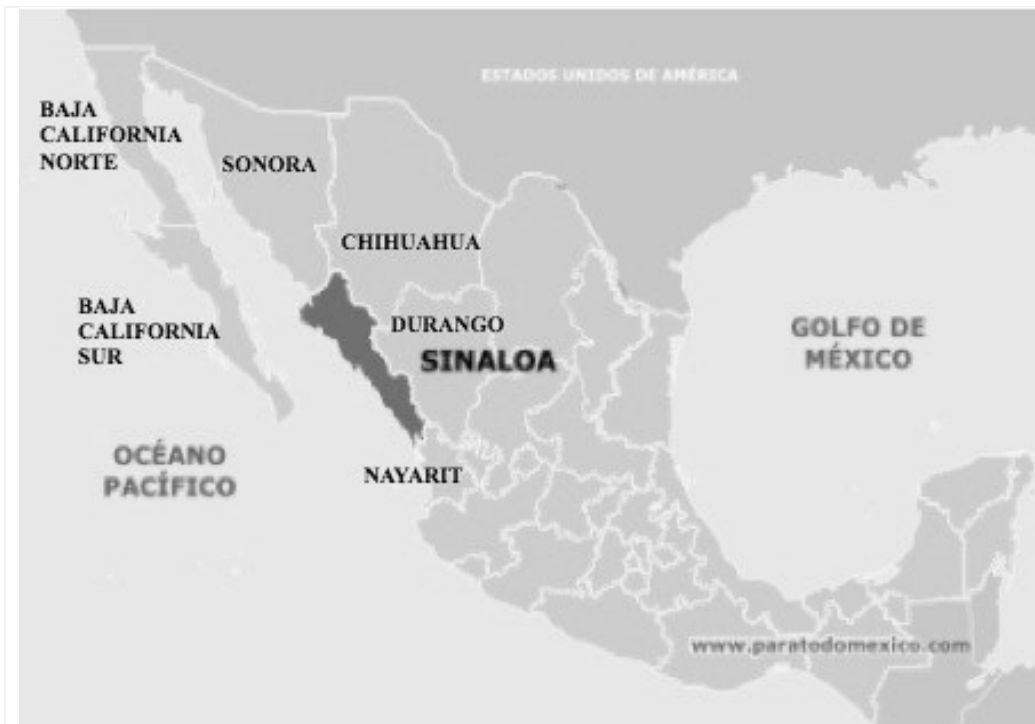 ESTADOS UNIDOS DE AMÉRICA
BAJA
CALIFORNIA
NORTE
SONORA
CHIHUAHUA
BAJA
CALIFORNIA
SUR
DURANGO
SINALOA
GOLFO DE
MÉXICO
OCÉANO
PACÍFICO
NAYARIT
www.paratodomexico.com